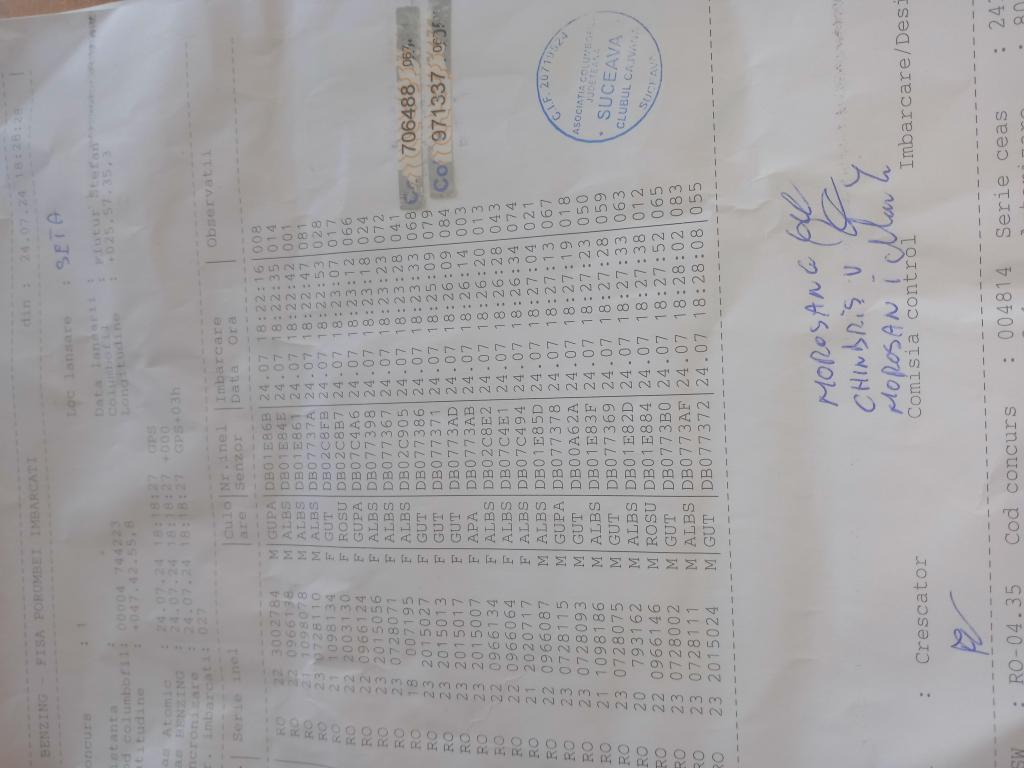 BENZING - FISA PORUMBEI IMBARCATI
din : 24.07.24 18:28:28
: 1
Loc lansare : SETA
Data lansarii :
: 00004 744223
: Flutur Stefan
: +047.42.55,8
: +025.57.35,3
Atomic : 24.07.24 18:18:27 GPS
BENZING : 24.07.24 18:18:27 +000
: 24.07.24 18:18:27 GPS+03h
imbarcati: 027
Serie inel | Culo are | Nr.inel Senzor | Imbarcare Data Ora | Observatii
RO 22 3002784 M GUPA DB01E86B 24.07 18:22:16 008
RO 22 0966138 M ALBS DB01E84E 24.07 18:22:35 014
RO 21 1098078 M ALBS DB01E861 24.07 18:22:42 001
RO 23 0728110 M ALBS DB07737A 24.07 18:22:47 081
RO 21 1098134 F GUT DB02C8FB 24.07 18:22:53 028
RO 22 2003130 F ROSU DB02C8B7 24.07 18:23:07 017
RO 22 0966124 F GUPA DB07C4A6 24.07 18:23:12 066
RO 23 2015056 F ALBS DB077398 24.07 18:23:18 024
RO 23 0728071 F ALBS DB077367 24.07 18:23:23 072
RO 18 007195 F ALBS DB02C905 24.07 18:23:28 041
RO 23 2015027 F GUT DB077386 24.07 18:23:33 068
RO 23 2015013 F GUT DB077371 24.07 18:25:09 079
RO 23 2015017 F GUT DB0773AD 24.07 18:26:09 084
RO 23 2015007 F APA DB0773AB 24.07 18:26:14 003
RO 22 0966134 F ALBS DB02C8E2 24.07 18:26:20 013
RO 22 0966064 F ALBS DB07C4E1 24.07 18:26:28 043
RO 21 2020717 F ALBS DB07C494 24.07 18:26:34 074
RO 22 0966087 M ALBS DB01E85D 24.07 18:27:04 021
RO 23 0728115 M GUPA DB077378 24.07 18:27:13 067
RO 23 0728093 M GUT DB00A62A 24.07 18:27:19 018
RO 21 1098186 M ALBS DB01E83F 24.07 18:27:23 050
RO 23 0728075 M GUT DB077369 24.07 18:27:28 059
RO 20 793162 M ALBS DB01E82D 24.07 18:27:33 063
RO 22 0966146 M ROSU DB01E884 24.07 18:27:38 012
RO 23 0728002 M GUT DB0773B0 24.07 18:27:52 065
RO 23 0728111 M ALBS DB0773AF 24.07 18:28:02 083
RO 23 2015024 M GUT DB077372 24.07 18:28:08 055
Co 706488
Co 971337
SUCEAVA
CLUBUL CAJVANA
SUCEAVA
MOROSAN G
CHINDRIS V
MOROSAN
: Crescator
Comisia control
Imbarcare/Desi
SW : RO-04.35 Cod concurs : 004814 Serie ceas : 24